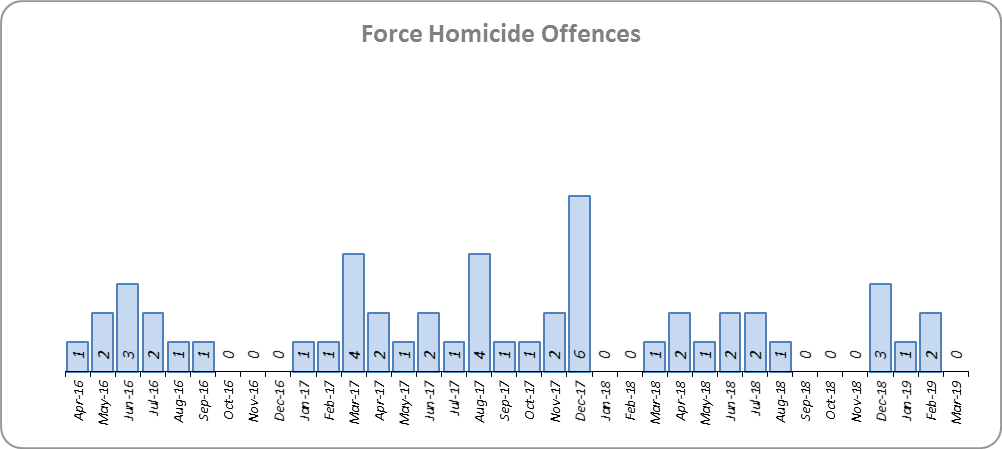 Force Homicide Offences
1 2 3 2 1 1 0 0 0 1 1 4 2 1 2 1 4 1 1 2 6 0 0 1 2 1 2 2 1 0 0 0 3 1 2 0
Apr-16 May-16 Jun-16 Jul-16 Aug-16 Sep-16 Oct-16 Nov-16 Dec-16 Jan-17 Feb-17 Mar-17 Apr-17 May-17 Jun-17 Jul-17 Aug-17 Sep-17 Oct-17 Nov-17 Dec-17 Jan-18 Feb-18 Mar-18 Apr-18 May-18 Jun-18 Jul-18 Aug-18 Sep-18 Oct-18 Nov-18 Dec-18 Jan-19 Feb-19 Mar-19